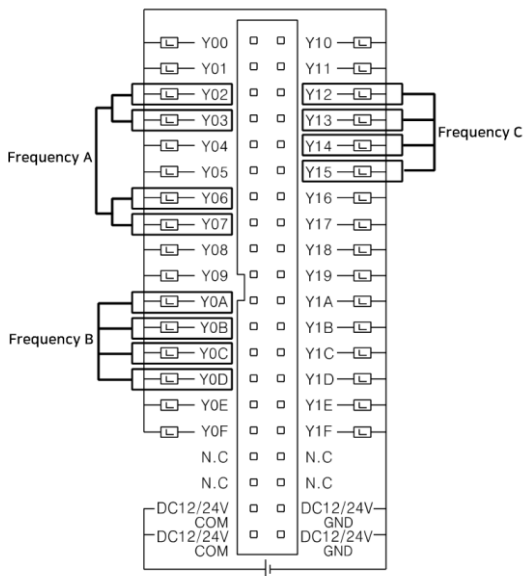 Y00 Y10
Y01 Y11
Y02 Y12
Y03 Y13
Frequency C
Y04 Y14
Frequency A
Y05 Y15
Y06 Y16
Y07 Y17
Y08 Y18
Y09 Y19
Y0A Y1A
Y0B Y1B
Frequency B
Y0C Y1C
Y0D Y1D
Y0E Y1E
Y0F Y1F
N.C N.C
N.C N.C
DC12/24V DC12/24V
COM GND
DC12/24V DC12/24V
COM GND